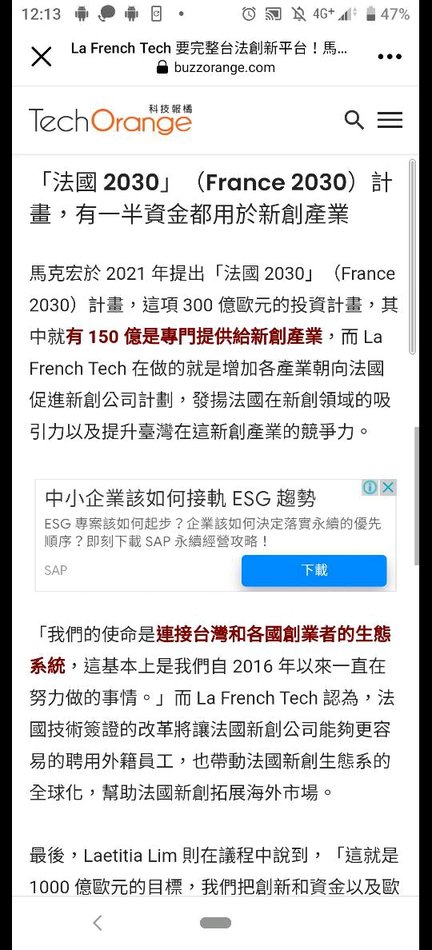 12:13
4G+
47%
La French Tech 要完整台法創新平台！馬...
buzzorange.com
科技報橘
TechOrange
「法國 2030」（France 2030）計
畫，有一半資金都用於新創產業
馬克宏於 2021 年提出「法國 2030」（France
2030）計畫，這項 300 億歐元的投資計畫，其
中就有 150 億是專門提供給新創產業，而 La
French Tech 在做的就是增加各產業朝向法國
促進新創公司計劃，發揚法國在新創領域的吸
引力以及提升臺灣在這新創產業的競爭力。
中小企業該如何接軌 ESG 趨勢
ESG 專案該如何起步？企業該如何決定落實永續的優先
順序？即刻下載 SAP 永續經營攻略！
SAP
下載
「我們的使命是連接台灣和各國創業者的生態
系統，這基本上是我們自 2016 年以來一直在
努力做的事情。」而 La French Tech 認為，法
國技術簽證的改革將讓法國新創公司能夠更容
易的聘用外籍員工，也帶動法國新創生態系的
全球化，幫助法國新創拓展海外市場。
最後，Laetitia Lim 則在議程中說到，「這就是
1000 億歐元的目標，我們把創新和資金以及歐